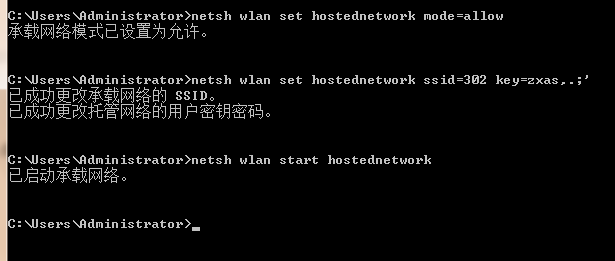 C:\Users\Administrator>netsh wlan set hostednetwork mode=allow
承载网络模式已设置为允许。
C:\Users\Administrator>netsh wlan set hostednetwork ssid=302 key=zxas,.;'
已成功更改承载网络的 SSID。
已成功更改托管网络的用户密钥密码。
C:\Users\Administrator>netsh wlan start hostednetwork
已启动承载网络。
C:\Users\Administrator>_